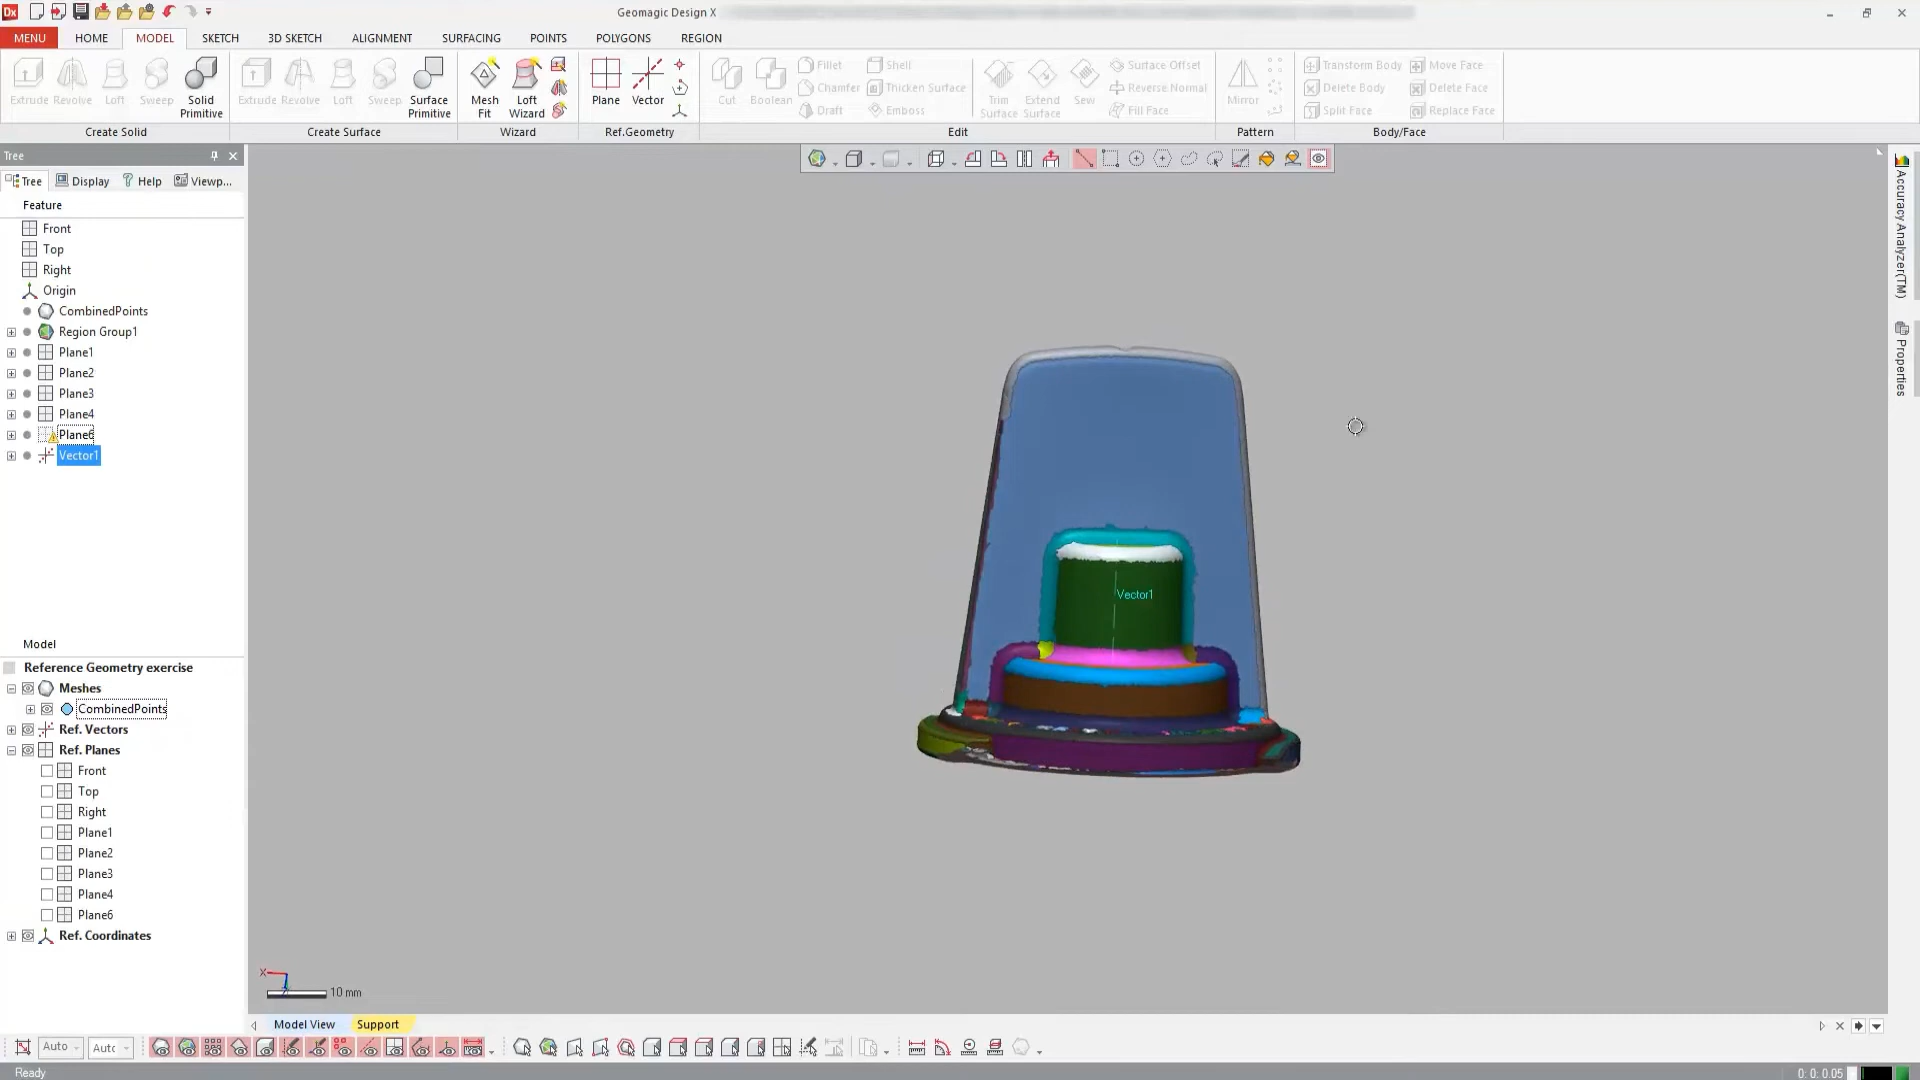 Dx
Geomagic Design X
MENU HOME MODEL SKETCH 3D SKETCH ALIGNMENT SURFACING POINTS POLYGONS REGION
Extrude Revolve Loft Sweep Solid Primitive
Create Solid
Extrude Revolve Loft Sweep Surface Primitive
Create Surface
Mesh Fit Loft Wizard
Wizard
Plane Vector
Ref.Geometry
Cut Boolean Fillet Chamfer Draft Shell Thicken Surface Emboss
Trim Surface Extend Surface Sew Surface Offset Reverse Normal Fill Face
Edit
Mirror
Pattern
Transform Body Delete Body Split Face Move Face Delete Face Replace Face
Body/Face
Tree
Tree Display Help Viewp...
Feature
Front
Top
Right
Origin
CombinedPoints
Region Group1
Plane1
Plane2
Plane3
Plane4
Plane6
Vector1
Vector1
Accuracy Analyzer(TM)
Properties
Model
Reference Geometry exercise
Meshes
CombinedPoints
Ref. Vectors
Ref. Planes
Front
Top
Right
Plane1
Plane2
Plane3
Plane4
Plane6
Ref. Coordinates
X
10 mm
Model View Support
Auto Auto
Ready
0: 0: 0.05